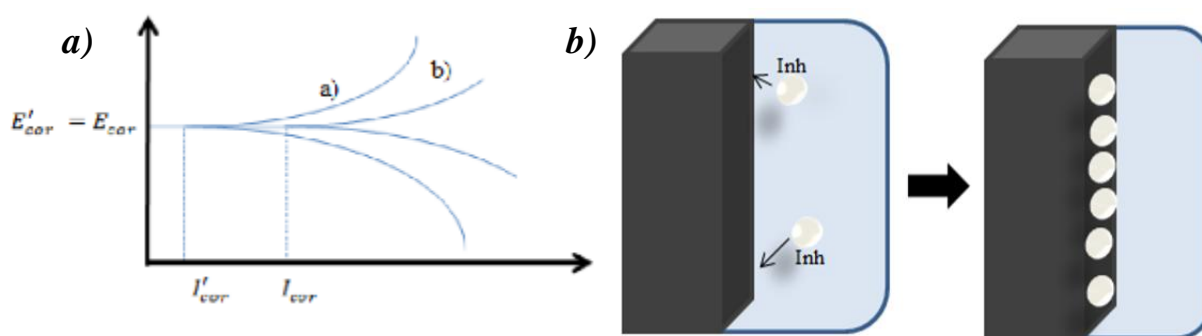 a)
b)
a)
b)
E'cor = Ecor
I'cor
Icor
Inh
Inh